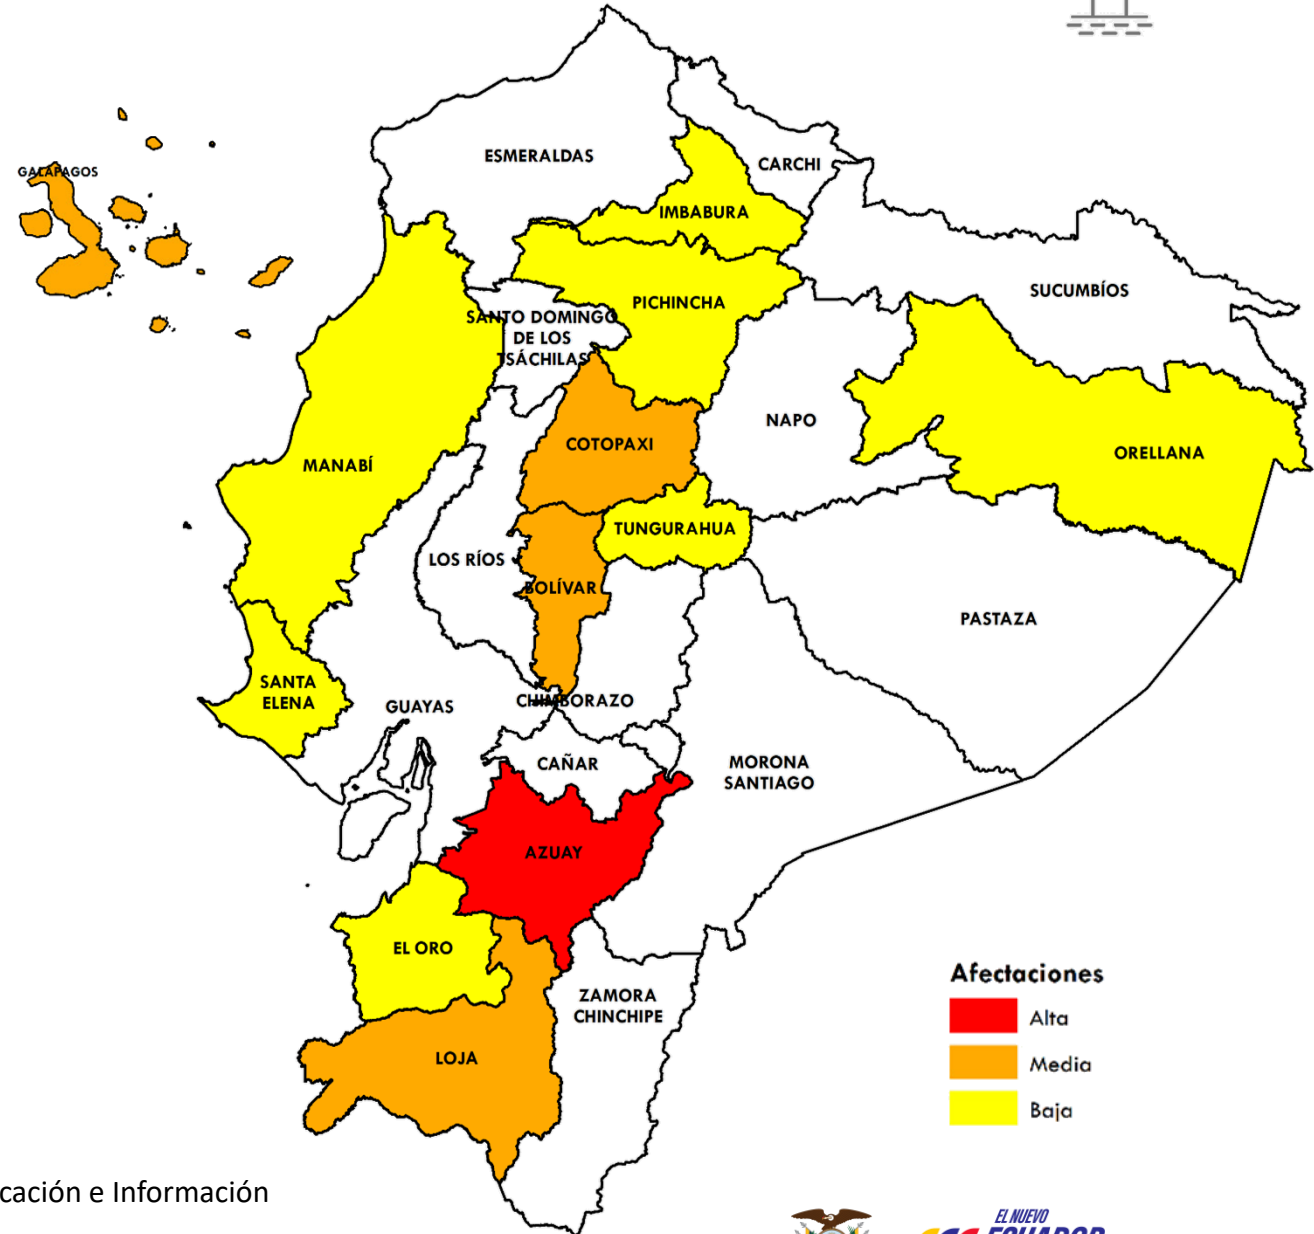 ESMERALDAS
CARCHI
GALÁPAGOS
IMBABURA
SUCUMBÍOS
PICHINCHA
SANTO DOMINGO
DE LOS
TSÁCHILAS
NAPO
COTOPAXI
ORELLANA
MANABÍ
TUNGURAHUA
LOS RÍOS
BOLÍVAR
PASTAZA
SANTA
ELENA
GUAYAS
CHIMBORAZO
CAÑAR
MORONA
SANTIAGO
AZUAY
EL ORO
ZAMORA
CHINCHIPE
LOJA
Afectaciones
Alta
Media
Baja
cación e Información
EL NUEVO
ECUADOR